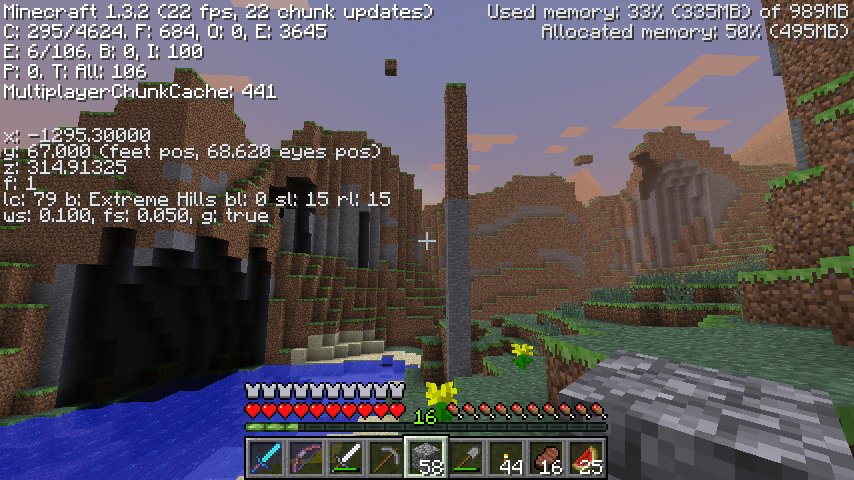 Minecraft 1.3.2 (22 fps, 22 chunk updates)
Used memory: 33% (335MB) of 989MB
C: 295/4624, F: 684, O: 0, E: 3645
Allocated memory: 50% (495MB)
E: 6/106, B: 0, I: 100
P: 0, T: All: 106
MultiplayerChunkCache: 441
x: -1295.30000
y: 67.000 (feet pos, 68.620 eyes pos)
z: 314.91325
f: 1
lc: 79 b: Extreme Hills bl: 0 sl: 15 rl: 15
ws: 0.100, fs: 0.050, g: true
16
58 44 16 25